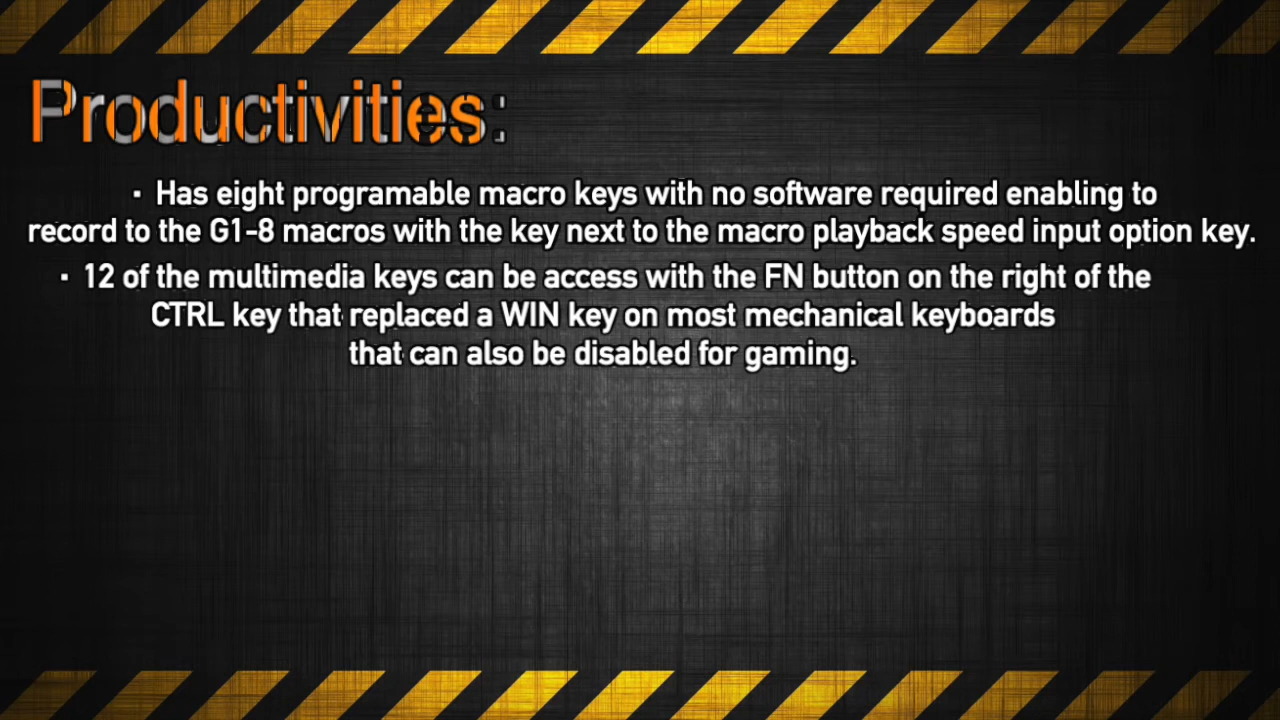 Productivities:
· Has eight programable macro keys with no software required enabling to
record to the G1-8 macros with the key next to the macro playback speed input option key.
· 12 of the multimedia keys can be access with the FN button on the right of the
CTRL key that replaced a WIN key on most mechanical keyboards
that can also be disabled for gaming.